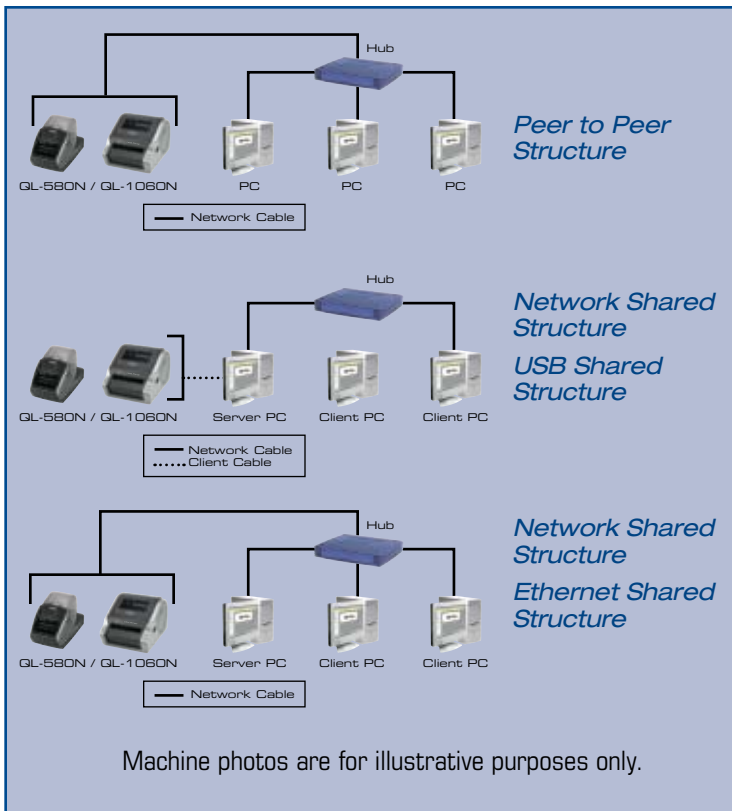 Hub
Peer to Peer
Structure
QL-580N / QL-1060N
PC
PC
PC
Network Cable
Hub
Network Shared
Structure
USB Shared
Structure
QL-580N / QL-1060N
Server PC
Client PC
Client PC
Network Cable
Client Cable
Hub
Network Shared
Structure
Ethernet Shared
Structure
QL-580N / QL-1060N
Server PC
Client PC
Client PC
Network Cable
Machine photos are for illustrative purposes only.